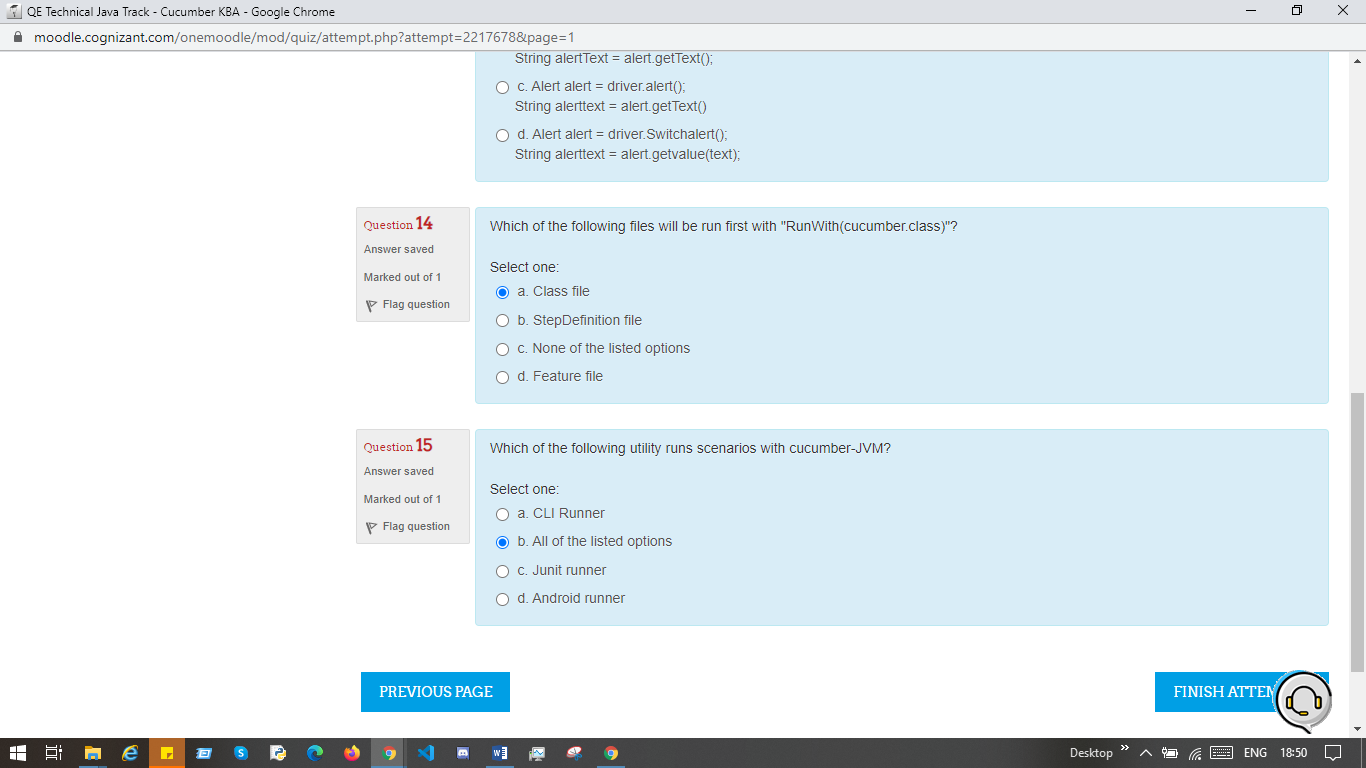 QE Technical Java Track - Cucumber KBA - Google Chrome
moodle.cognizant.com/onemoodle/mod/quiz/attempt.php?attempt=2217678&page=1
String alertText = alert.getText();
c. Alert alert = driver.alert();
String alerttext = alert.getText()
d. Alert alert = driver.Switchalert();
String alerttext = alert.getvalue(text);
Question 14
Answer saved
Marked out of 1
Flag question
Which of the following files will be run first with "RunWith(cucumber.class)"?
Select one:
a. Class file
b. StepDefinition file
c. None of the listed options
d. Feature file
Question 15
Answer saved
Marked out of 1
Flag question
Which of the following utility runs scenarios with cucumber-JVM?
Select one:
a. CLI Runner
b. All of the listed options
c. Junit runner
d. Android runner
PREVIOUS PAGE
FINISH ATTEM
Desktop
ENG
18:50